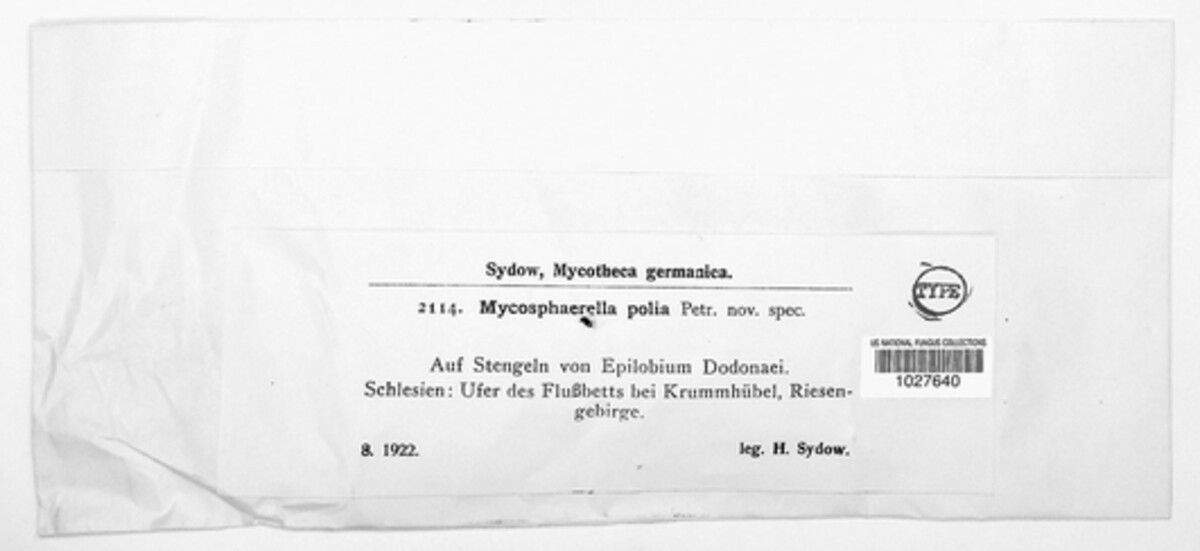 Sydow, Mycotheca germanica.
2114. Mycosphaerella polia Petr. nov. spec.
Auf Stengeln von Epilobium Dodonaei.
Schlesien: Ufer des Flußbetts bei Krummhübel, Riesen-
gebirge.
8. 1922. leg. H. Sydow.
TYPE
US NATIONAL FUNGUS COLLECTIONS
1027640